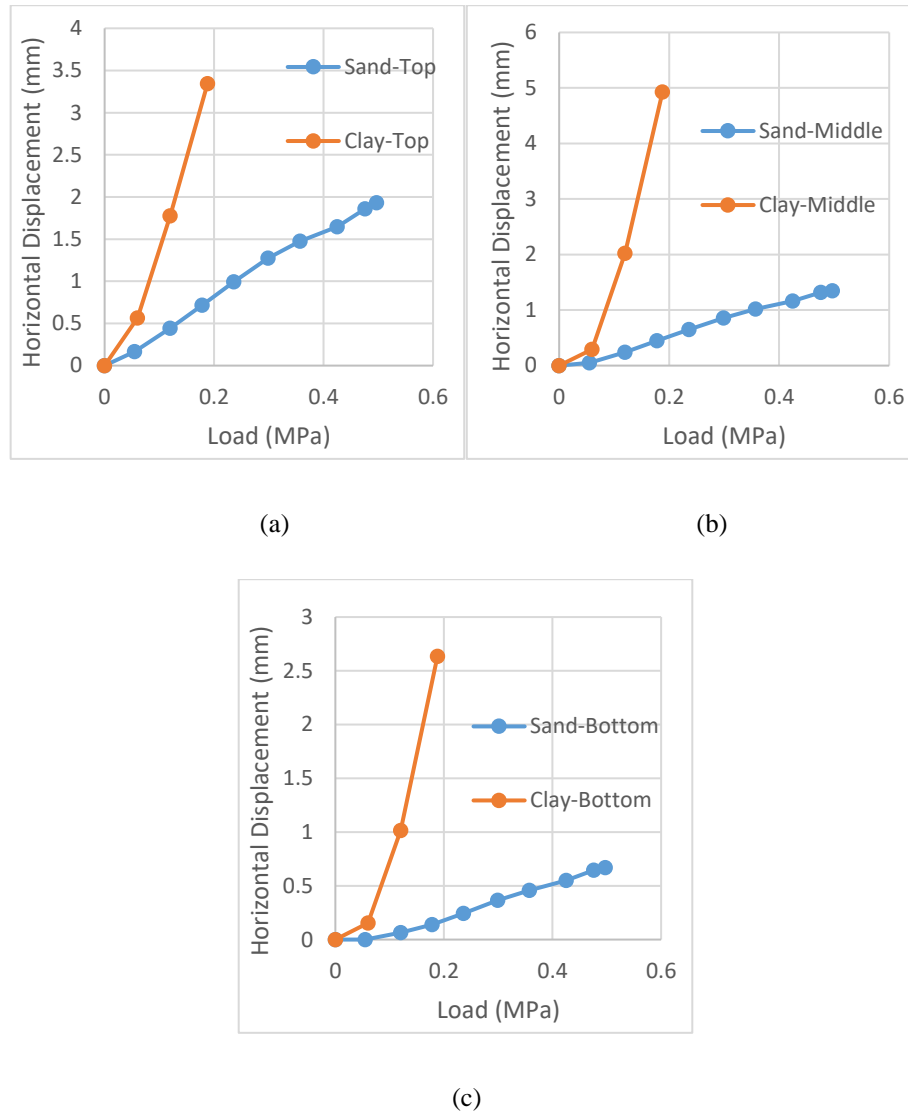 4
3.5
3
2.5
2
1.5
1
0.5
0
Horizontal Displacement (mm)
Sand-Top
Clay-Top
0 0.2 0.4 0.6
Load (MPa)
(a)
6
5
4
3
2
1
0
Horizontal Displacement (mm)
Sand-Middle
Clay-Middle
0 0.2 0.4 0.6
Load (MPa)
(b)
3
2.5
2
1.5
1
0.5
0
Horizontal Displacement (mm)
Sand-Bottom
Clay-Bottom
0 0.2 0.4 0.6
Load (MPa)
(c)